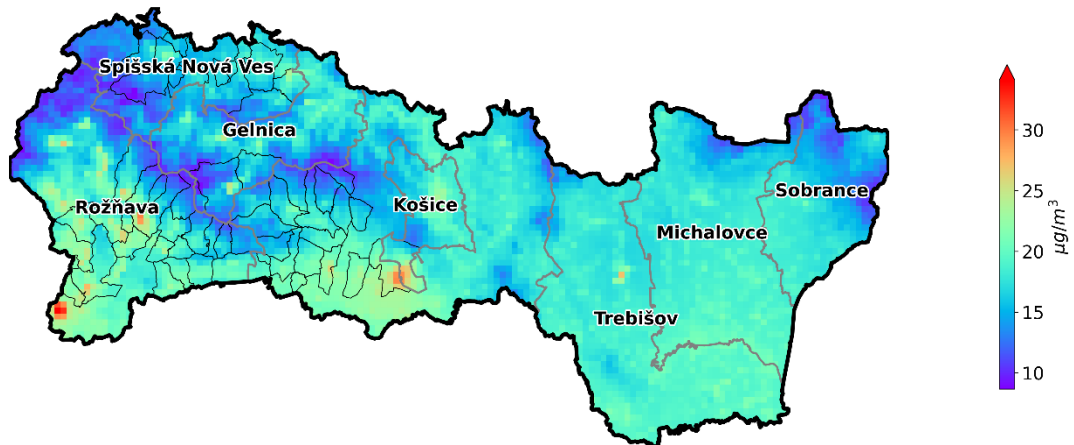 Spišská Nová Ves
Gelnica
Rožňava
Košice
Sobrance
Michalovce
Trebišov
30
25
20
15
10
μg/m³